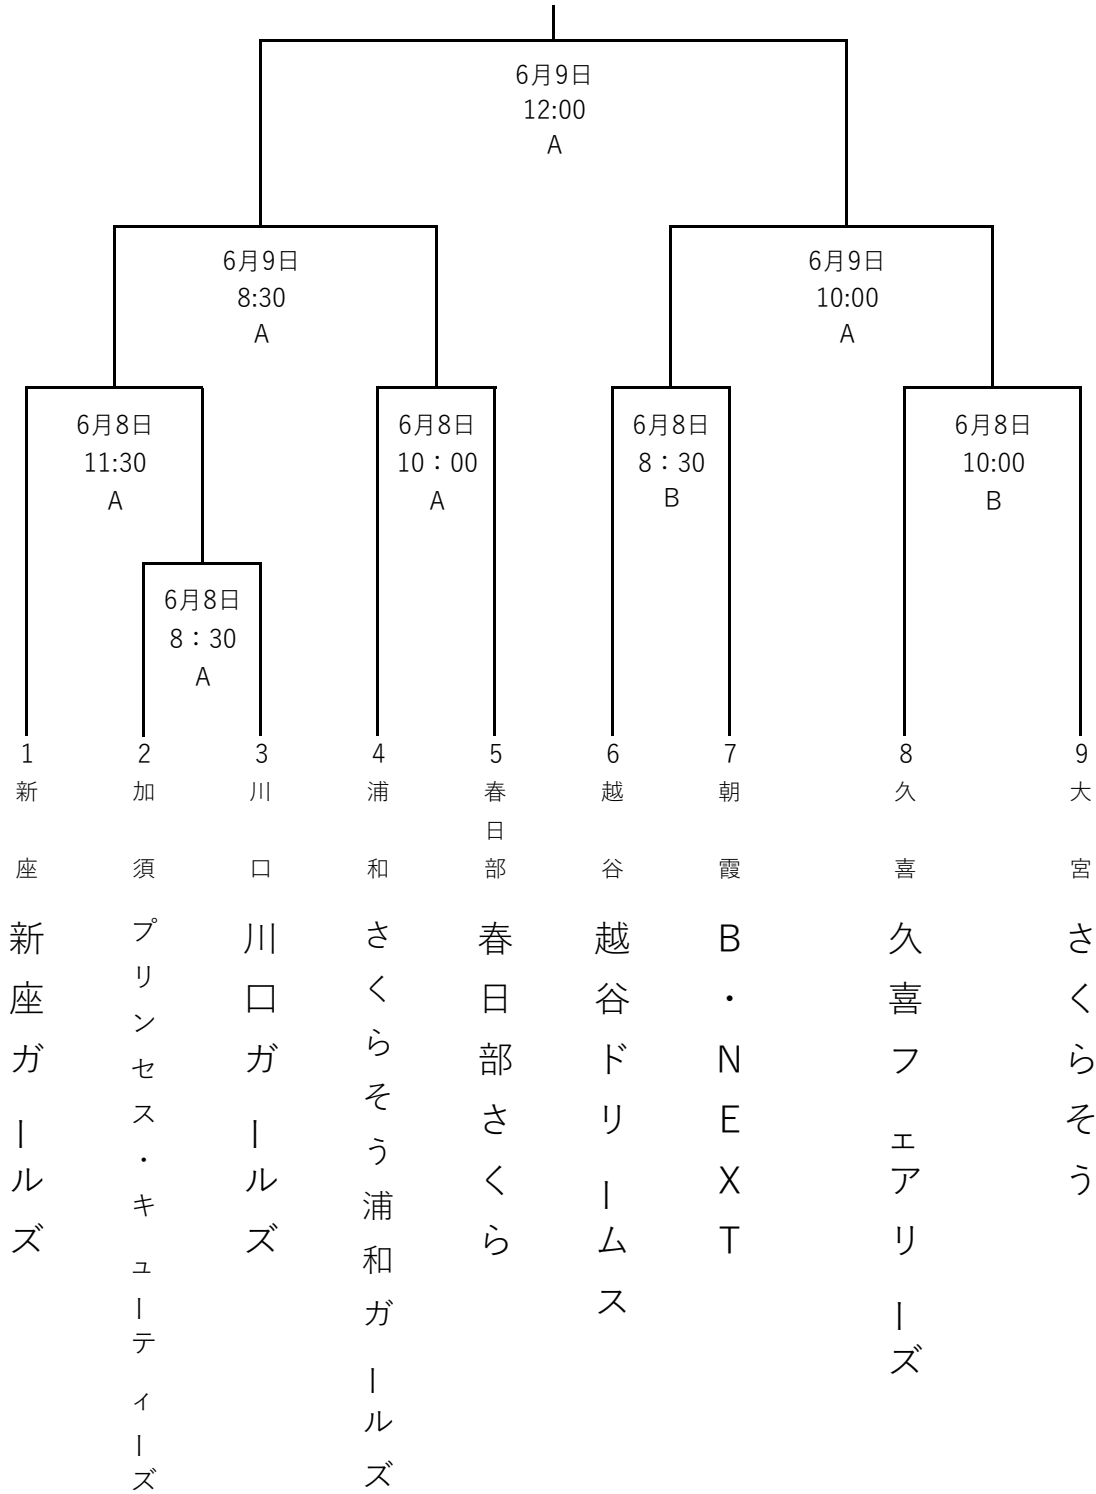 6月9日
12:00
A
6月9日
8:30
A
6月9日
10:00
A
6月8日
11:30
A
6月8日
10：00
A
6月8日
8：30
B
6月8日
10:00
B
6月8日
8：30
A
1
新座
新座ガールズ
2
加須
プリンセス・キューティーズ
3
川口
川口ガールズ
4
浦和
さくらそう浦和ガールズ
5
春日部
春日部さくら
6
越谷
越谷ドリームス
7
朝霞
B・NEXT
8
久喜
久喜フェアリーズ
9
大宮
さくらそう